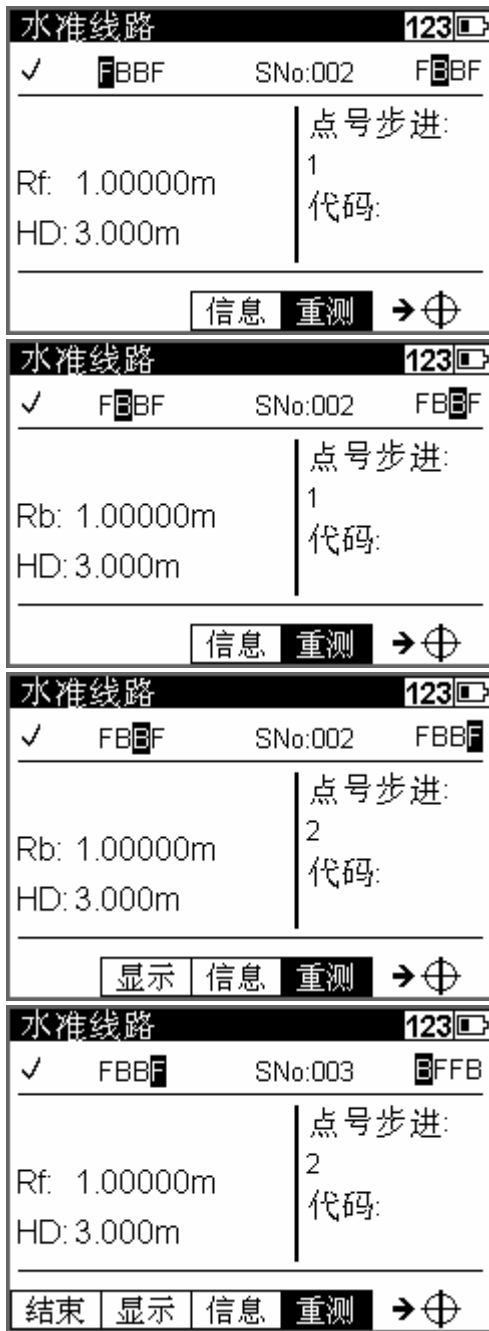 水准线路 123
✓ FBBF SNo:002 FBBF
点号步进:
1
Rf: 1.00000m
代码:
HD: 3.000m
信息 重测 ➔
水准线路 123
✓ FBBF SNo:002 FBBF
点号步进:
1
Rb: 1.00000m
代码:
HD: 3.000m
信息 重测 ➔
水准线路 123
✓ FBBF SNo:002 FBBF
点号步进:
2
Rb: 1.00000m
代码:
HD: 3.000m
显示 信息 重测 ➔
水准线路 123
✓ FBBF SNo:003 BFFB
点号步进:
2
Rf: 1.00000m
代码:
HD: 3.000m
结束 显示 信息 重测 ➔